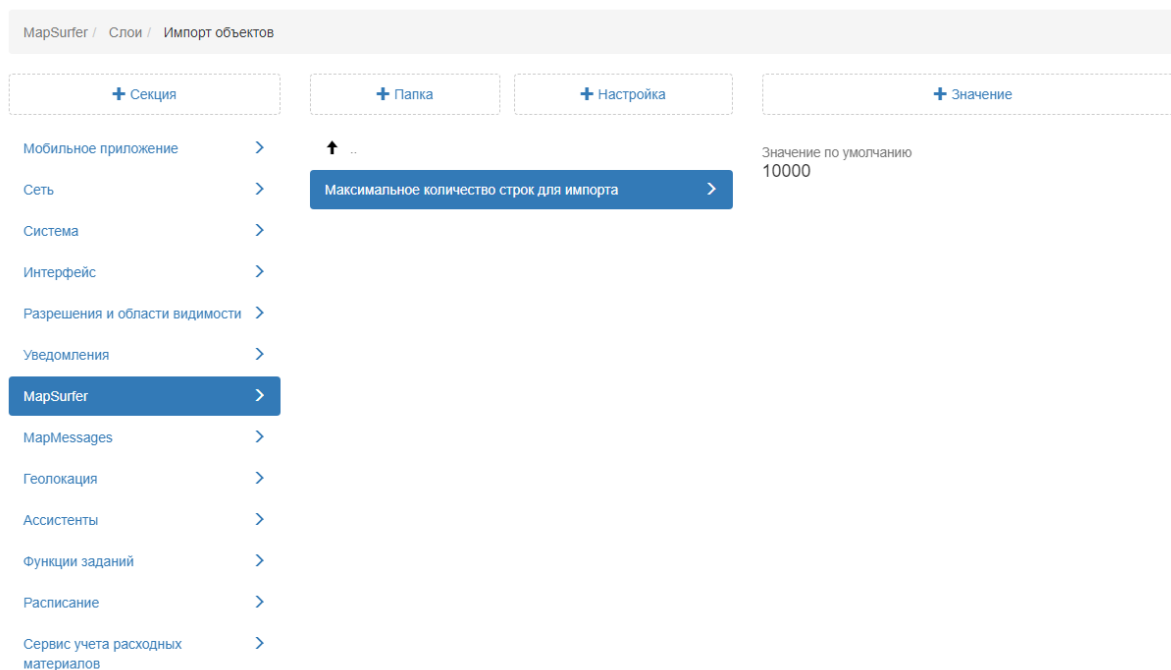 MapSurfer / Слои / Импорт объектов
+ Секция
+ Папка
+ Настройка
+ Значение
Мобильное приложение
Сеть
Система
Интерфейс
Разрешения и области видимости
Уведомления
MapSurfer
MapMessages
Геолокация
Ассистенты
Функции заданий
Расписание
Сервис учета расходных
материалов
..
Максимальное количество строк для импорта
Значение по умолчанию
10000